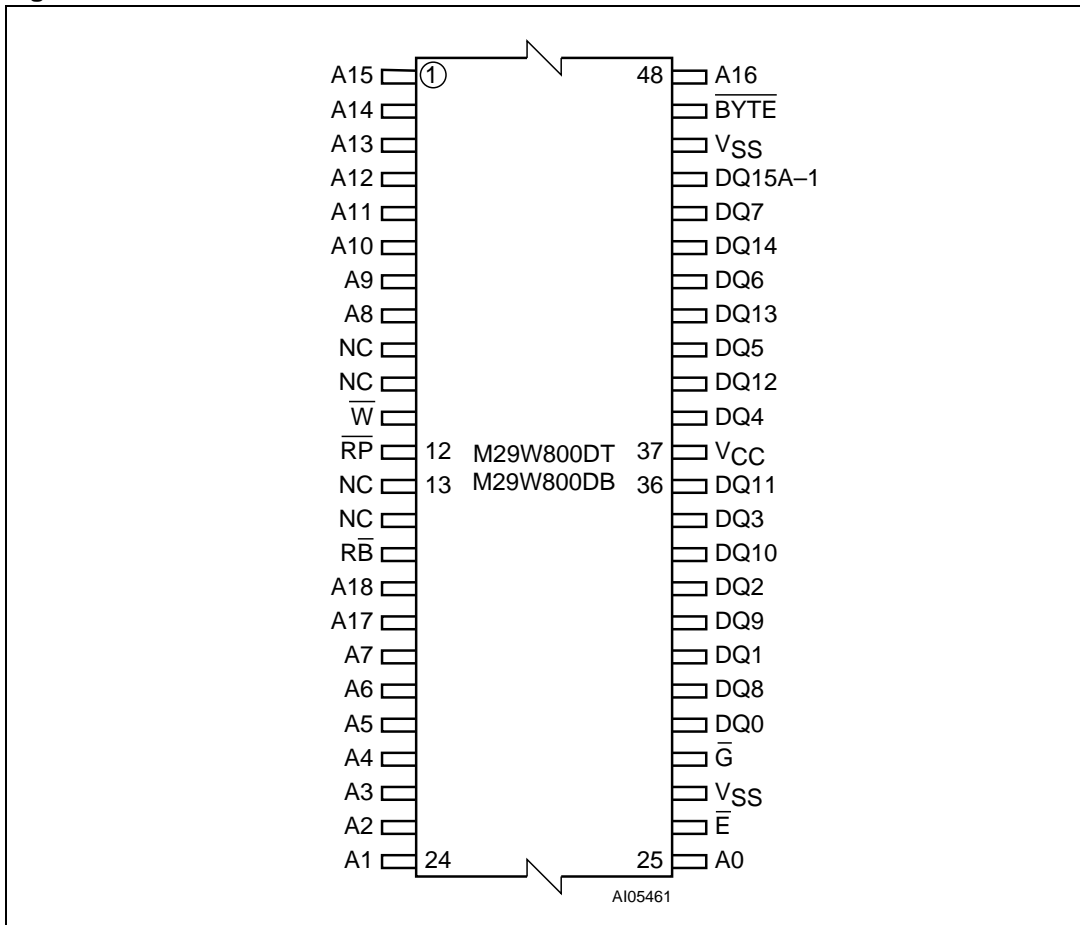 A15 1 48 A16
A14 B̅Y̅T̅E̅
A13 VSS
A12 DQ15A–1
A11 DQ7
A10 DQ14
A9 DQ6
A8 DQ13
NC DQ5
NC DQ12
W̅ DQ4
R̅P̅ 12 M29W800DT 37 VCC
NC 13 M29W800DB 36 DQ11
NC DQ3
RB̅ DQ10
A18 DQ2
A17 DQ9
A7 DQ1
A6 DQ8
A5 DQ0
A4 G̅
A3 VSS
A2 E̅
A1 24 25 A0
AI05461